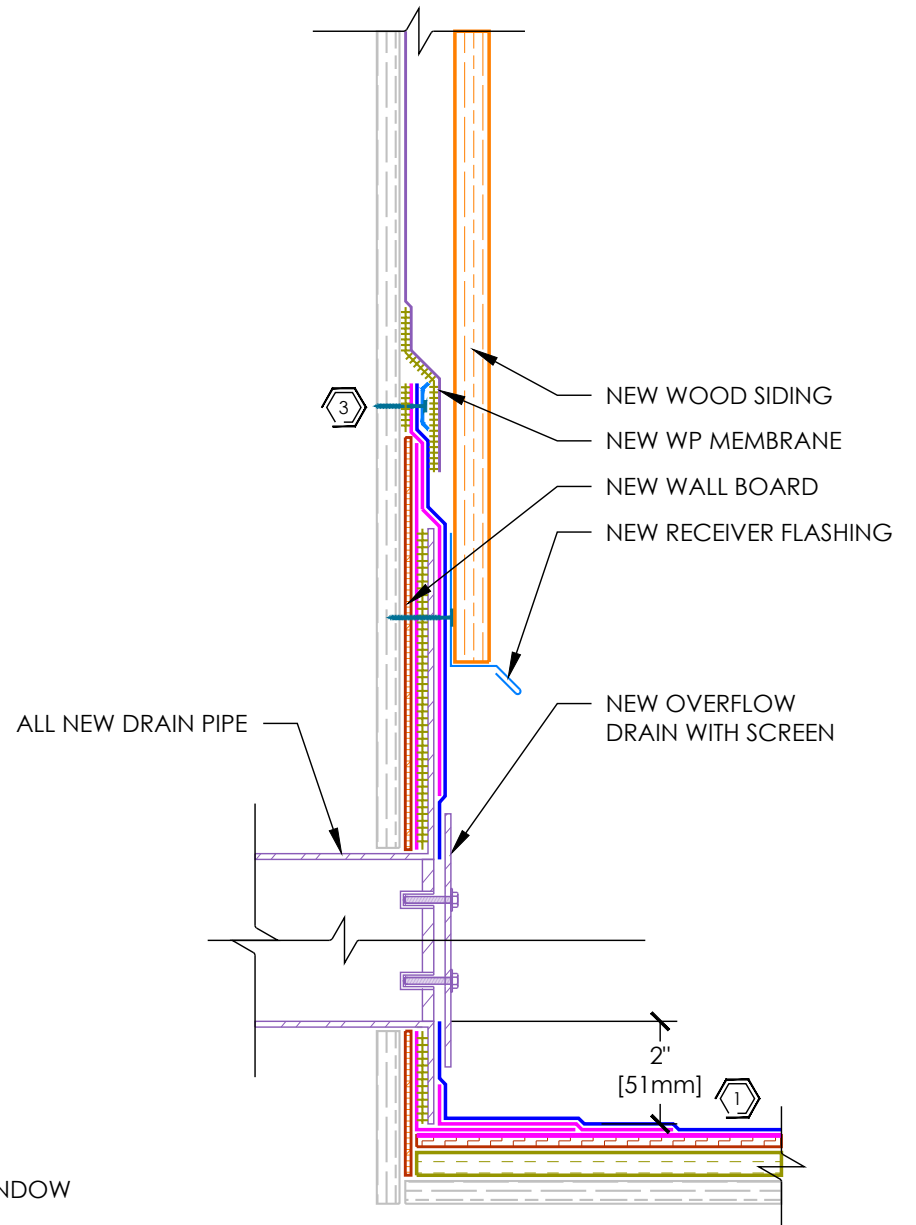 3
NEW WOOD SIDING
NEW WP MEMBRANE
NEW WALL BOARD
NEW RECEIVER FLASHING
ALL NEW DRAIN PIPE
NEW OVERFLOW
DRAIN WITH SCREEN
2"
[51mm]
1
NDOW